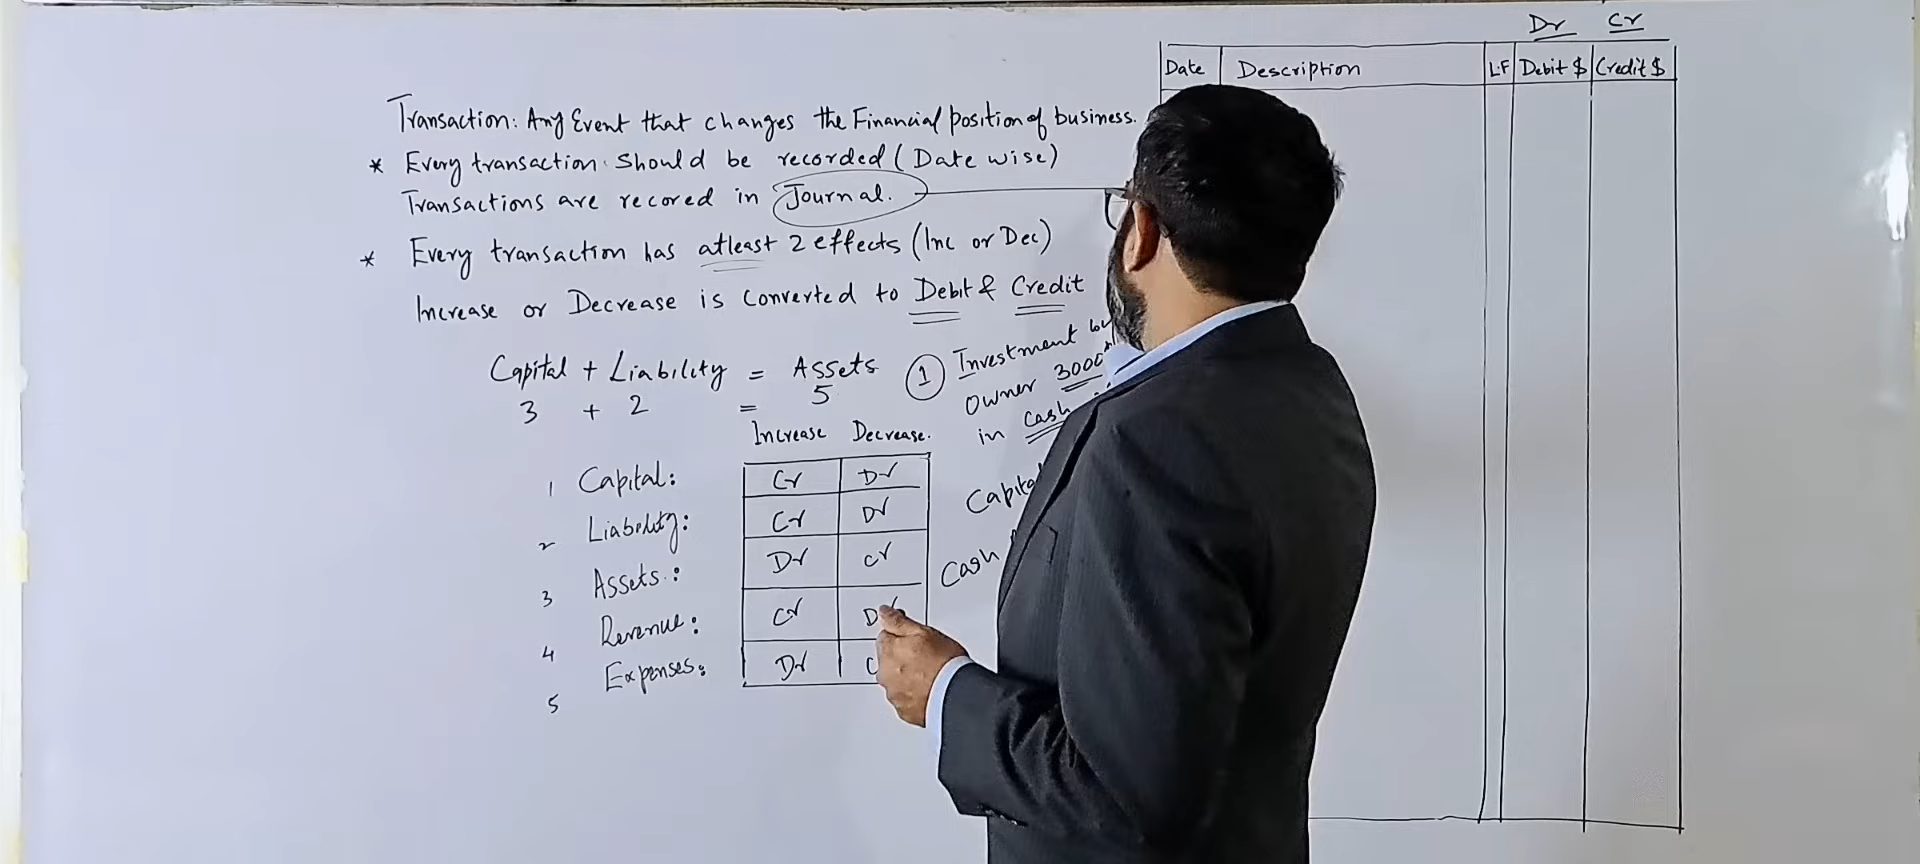 Transaction: Any Event that changes the Financial position of business.
* Every transaction should be recorded (Date wise)
Transactions are recored in Journal.
* Every transaction has atleast 2 effects (Inc or Dec)
Increase or Decrease is converted to Debit & Credit
Capital + Liability = Assets
3 + 2 = 5
Increase Decrease.
1 Capital: Cr Dr
2 Liability: Cr Dr
3 Assets: Dr Cr
4 Revenue: Cr Dr
5 Expenses: Dr C
① Investment
Owner 3000
in Cash
Capital
Cash
Dr Cr
Date Description L.F Debit $ Credit $